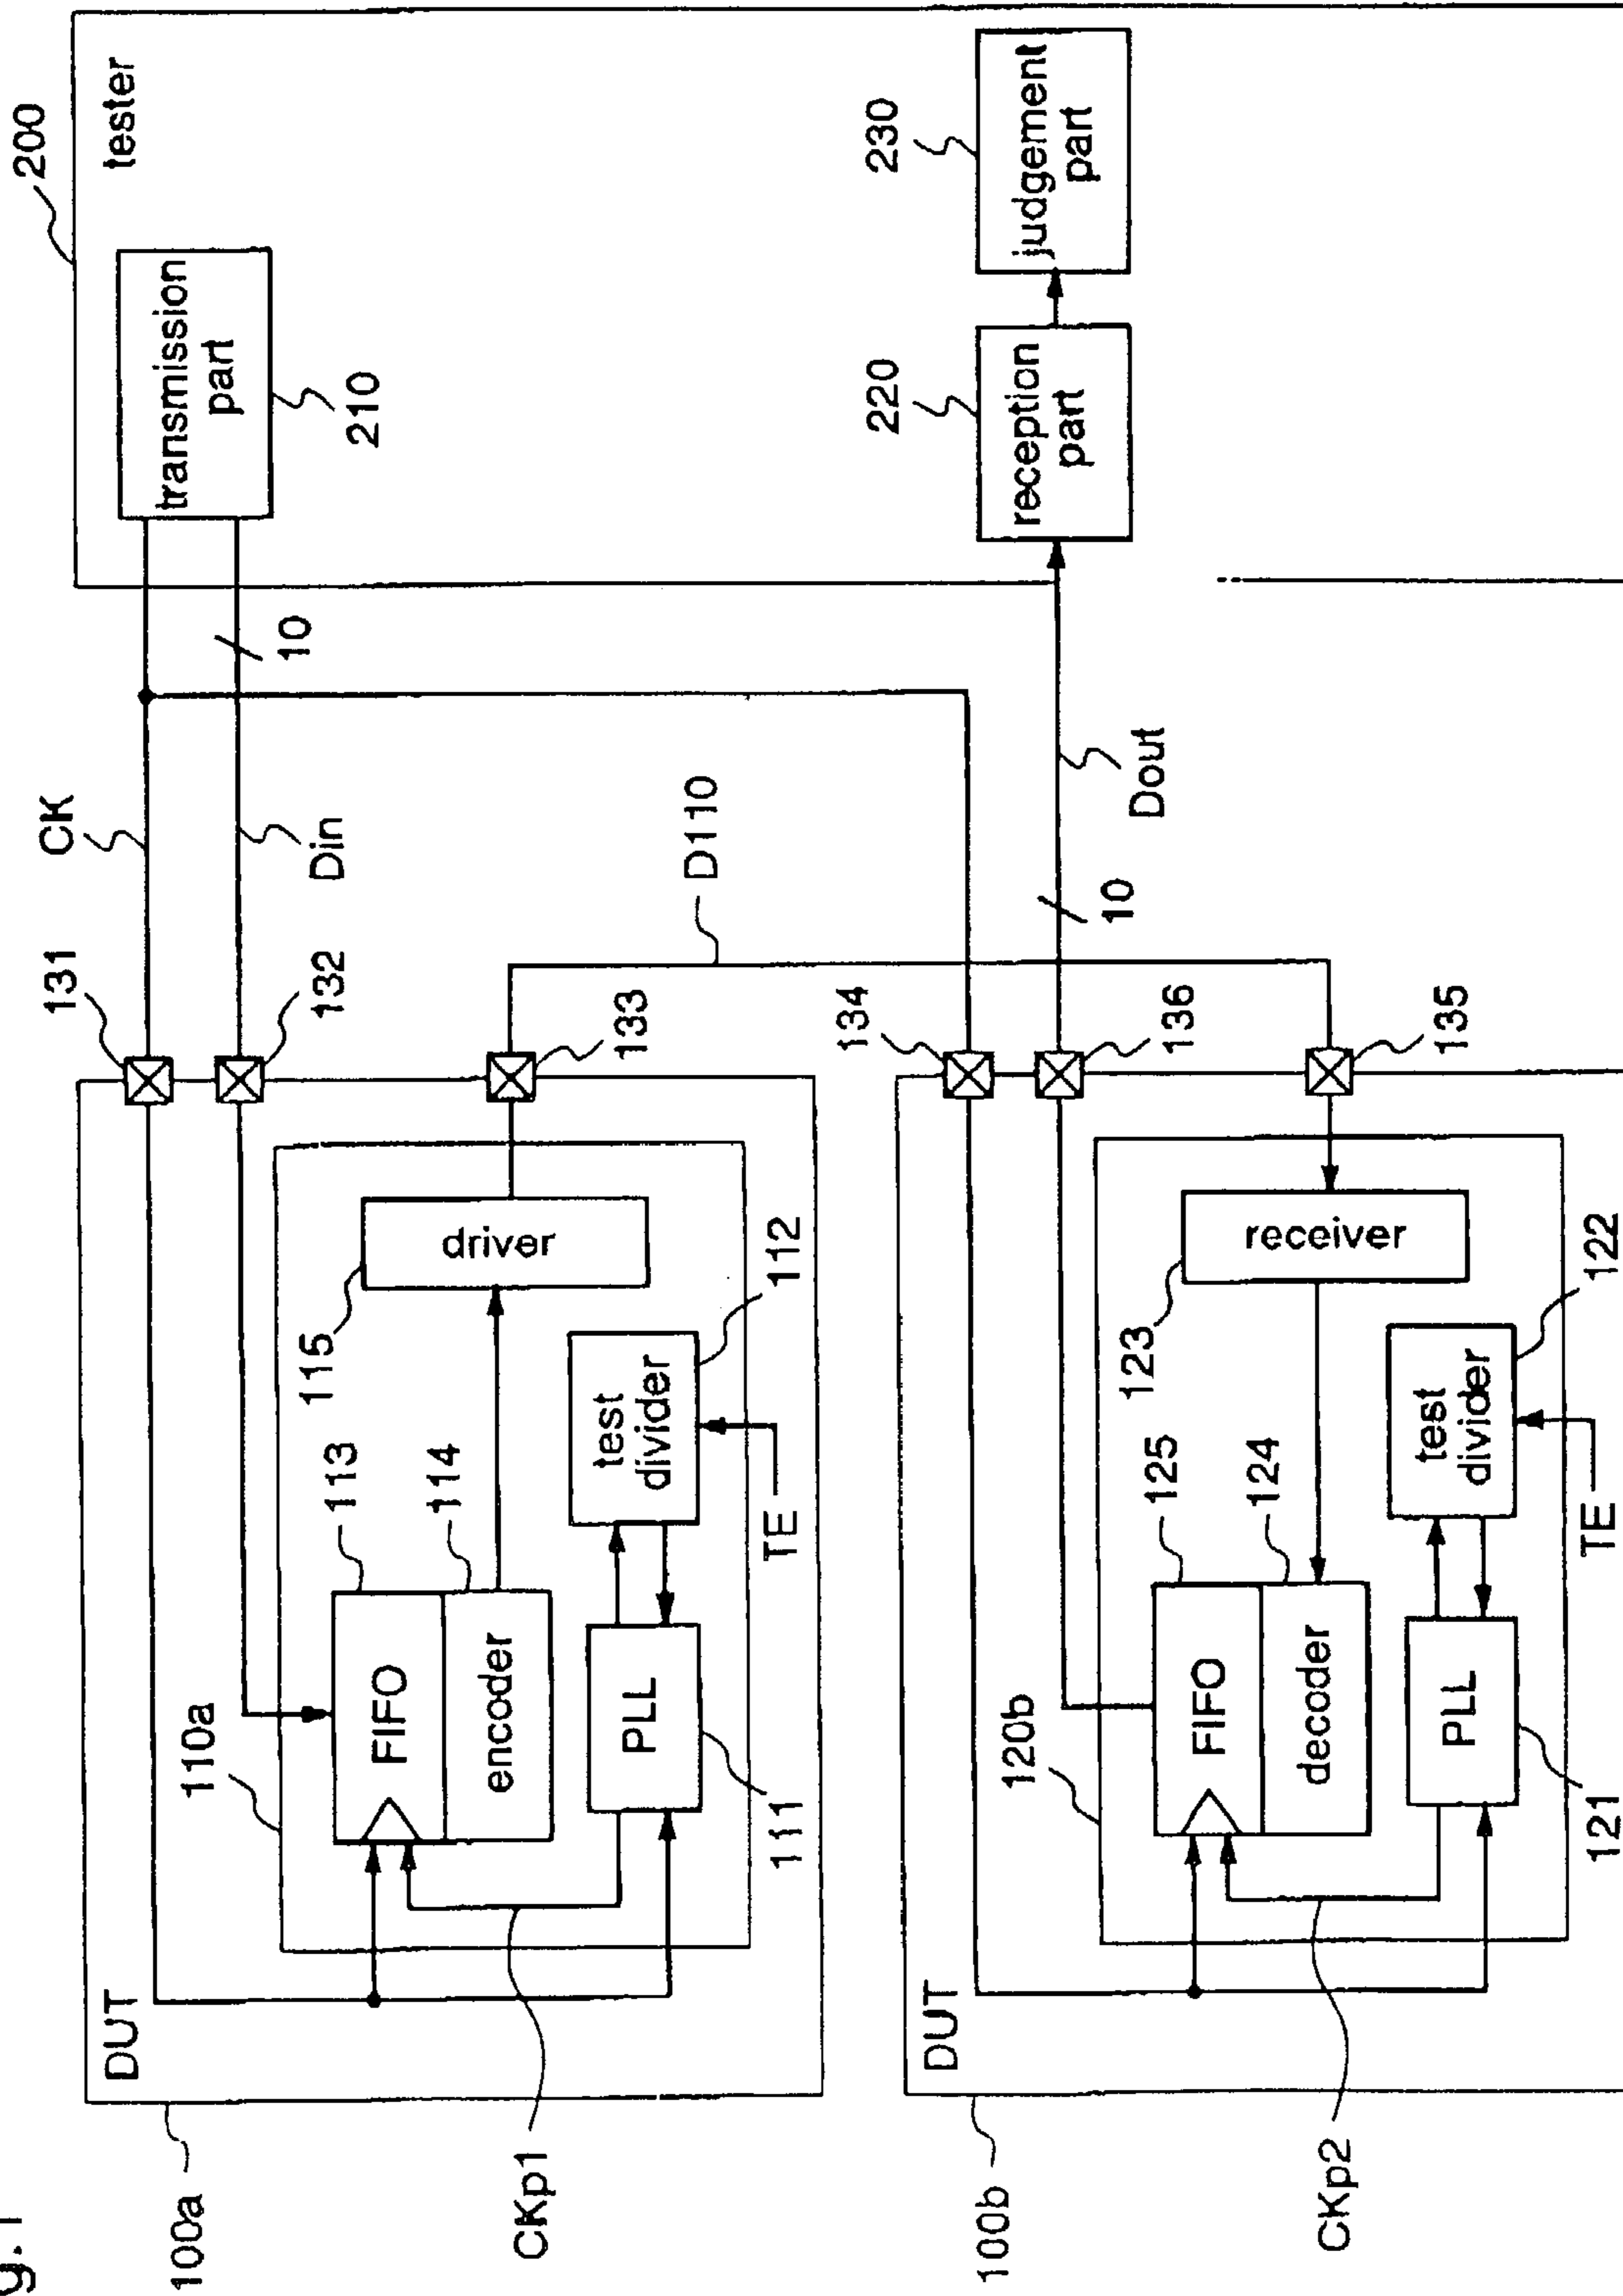 g.1
200
tester
transmission
part
210
230
judgement
part
220
reception
part
CK
Din
10
D110
Dout
10
131
132
133
134
136
135
DUT
100a
110a
113
FIFO
114
encoder
115
driver
112
test
divider
TE
PLL
111
CKp1
DUT
100b
120b
125
FIFO
124
decoder
123
receiver
122
test
divider
TE
PLL
121
CKp2